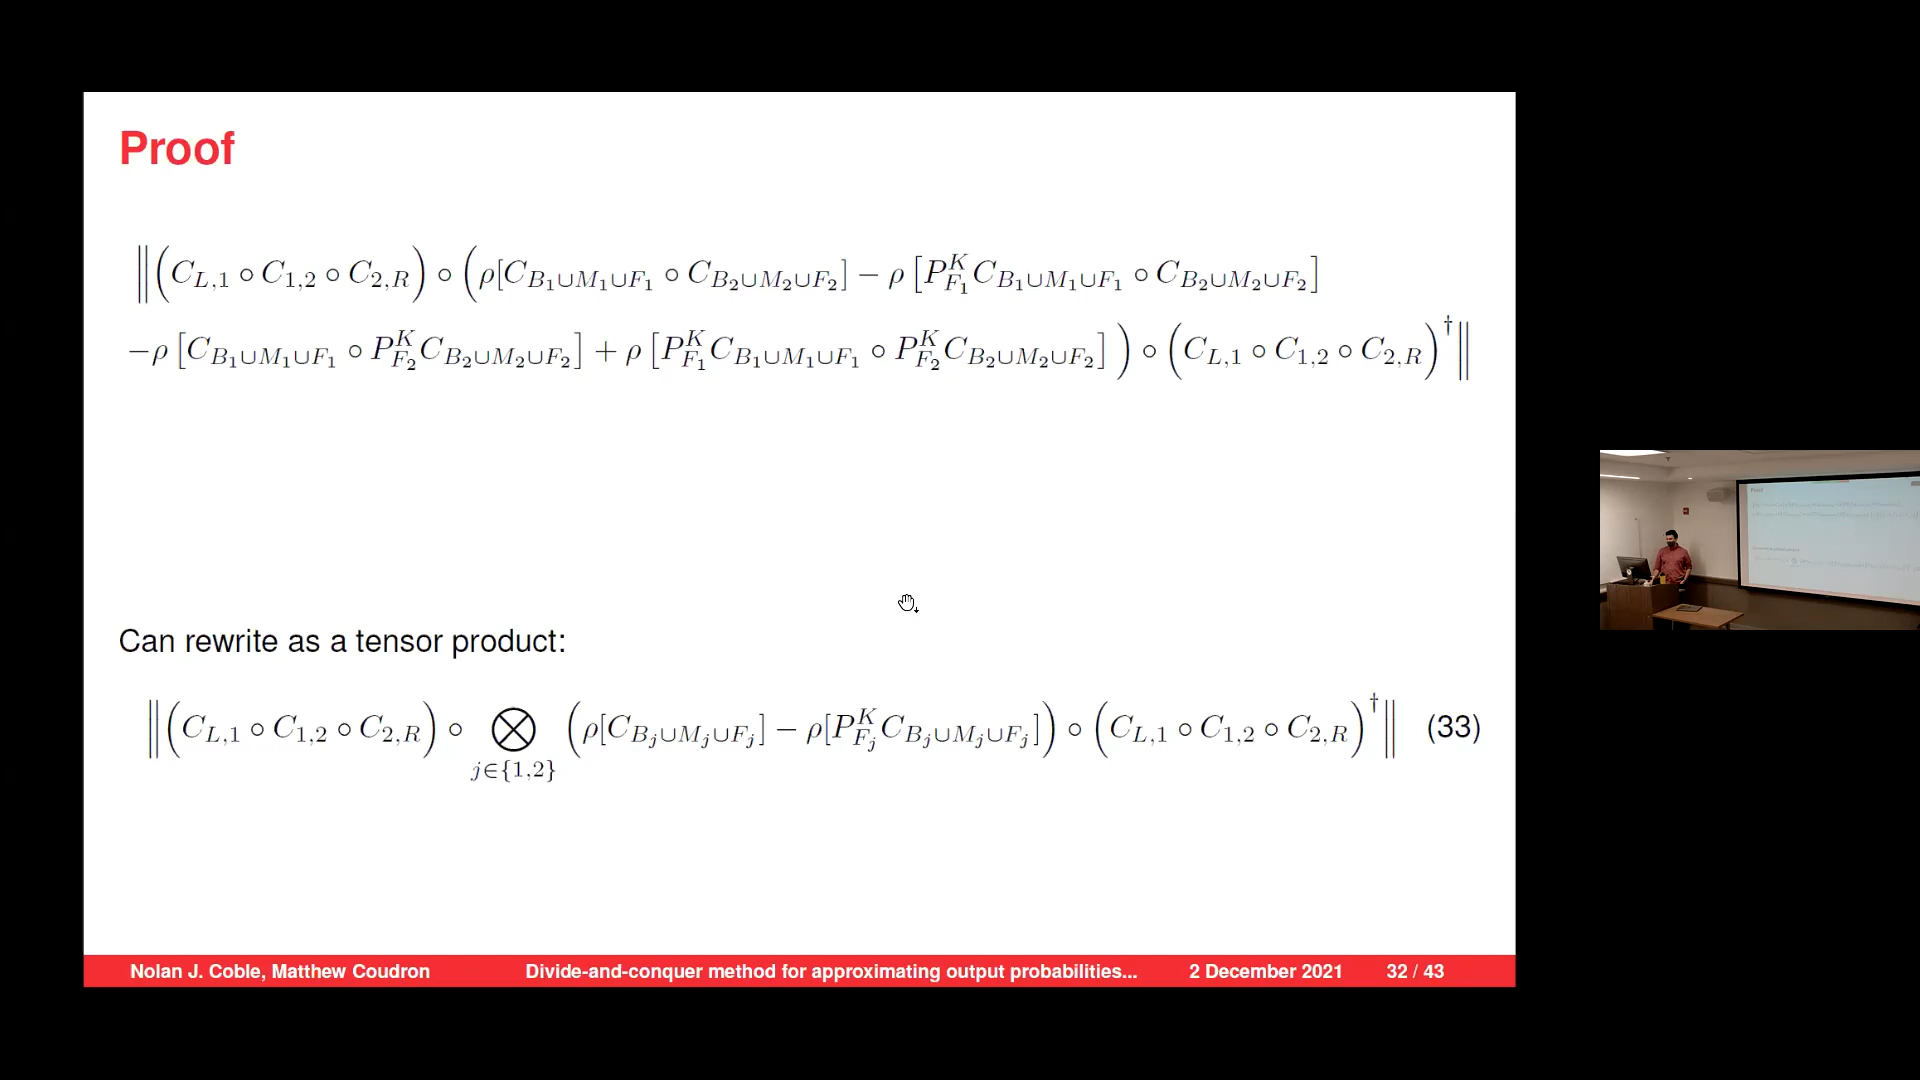 Proof
‖(C_{L,1} ∘ C_{1,2} ∘ C_{2,R}) ∘ (ρ[C_{B_1∪M_1∪F_1} ∘ C_{B_2∪M_2∪F_2}] − ρ[P^K_{F_1} C_{B_1∪M_1∪F_1} ∘ C_{B_2∪M_2∪F_2}]
−ρ[C_{B_1∪M_1∪F_1} ∘ P^K_{F_2} C_{B_2∪M_2∪F_2}] + ρ[P^K_{F_1} C_{B_1∪M_1∪F_1} ∘ P^K_{F_2} C_{B_2∪M_2∪F_2}]) ∘ (C_{L,1} ∘ C_{1,2} ∘ C_{2,R})^†‖
Can rewrite as a tensor product:
‖(C_{L,1} ∘ C_{1,2} ∘ C_{2,R}) ∘ ⊗_{j∈{1,2}} (ρ[C_{B_j∪M_j∪F_j}] − ρ[P^K_{F_j} C_{B_j∪M_j∪F_j}]) ∘ (C_{L,1} ∘ C_{1,2} ∘ C_{2,R})^†‖ (33)
Nolan J. Coble, Matthew Coudron Divide-and-conquer method for approximating output probabilities... 2 December 2021 32 / 43